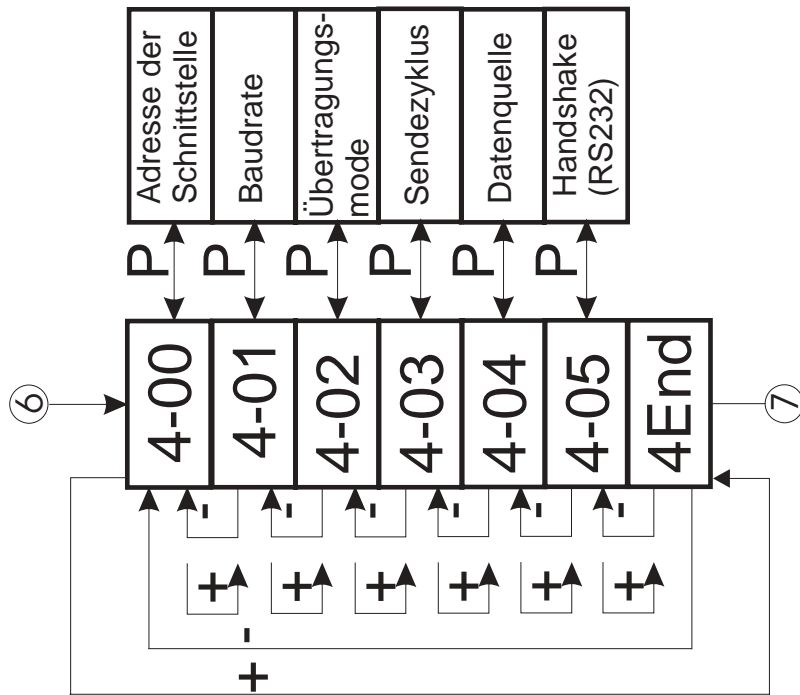 6
4-00
P
Adresse der
Schnittstelle
4-01
P
Baudrate
4-02
P
Übertragungs-
mode
4-03
P
Sendezyklus
4-04
P
Datenquelle
4-05
P
Handshake
(RS232)
4End
7
-
-
-
-
-
-
+
+
+
+
+
+
+ -